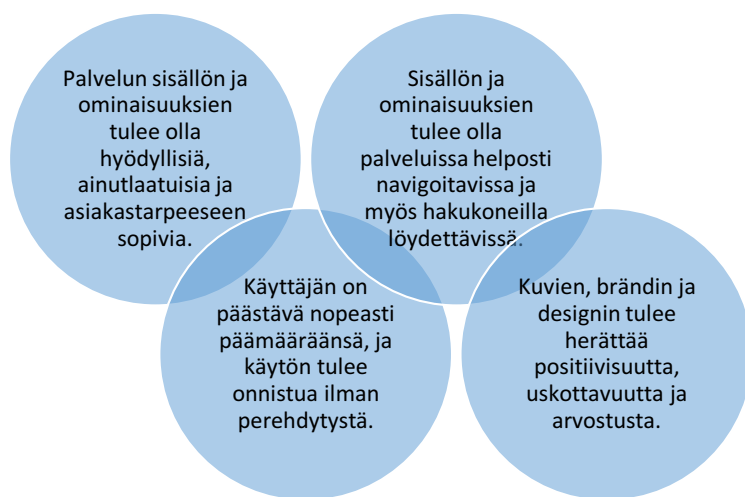 Palvelun sisällön ja
ominaisuuksien
tulee olla
hyödyllisiä,
ainutlaatuisia ja
asiakastarpeeseen
sopivia.
Sisällön ja
ominaisuuksien
tulee olla
palveluissa helposti
navigoitavissa ja
myös hakukoneilla
löydettävissä.
Käyttäjän on
päästävä nopeasti
päämääräänsä, ja
käytön tulee
onnistua ilman
perehdytystä.
Kuvien, brändin ja
designin tulee
herättää
positiivisuutta,
uskottavuutta ja
arvostusta.